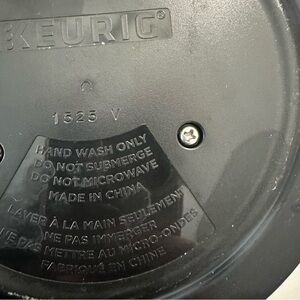 KEURIG®
1525 V
HAND WASH ONLY
DO NOT SUBMERGE
DO NOT MICROWAVE
MADE IN CHINA
LAVER À LA MAIN SEULEMENT
NE PAS IMMERGER
NE PAS METTRE AU MICRO-ONDES
FABRIQUÉ EN CHINE